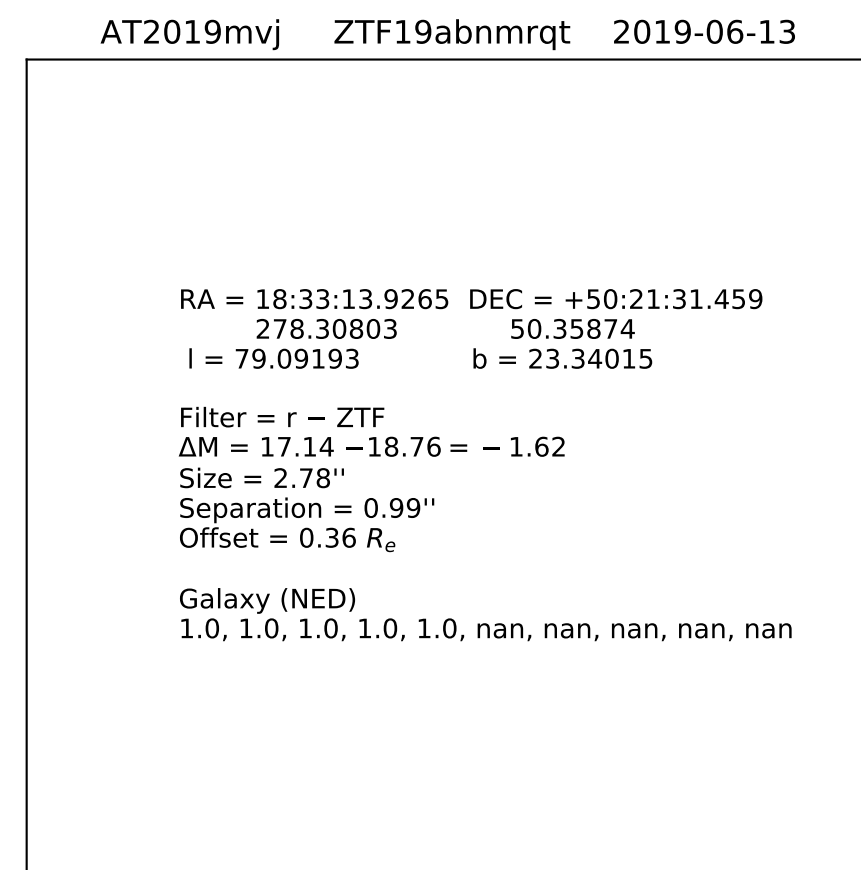 AT2019mvj ZTF19abnmrqt 2019-06-13
RA = 18:33:13.9265 DEC = +50:21:31.459
278.30803 50.35874
l = 79.09193 b = 23.34015
Filter = r − ZTF
ΔM = 17.14 −18.76 = − 1.62
Size = 2.78''
Separation = 0.99''
Offset = 0.36 Rₑ
Galaxy (NED)
1.0, 1.0, 1.0, 1.0, 1.0, nan, nan, nan, nan, nan